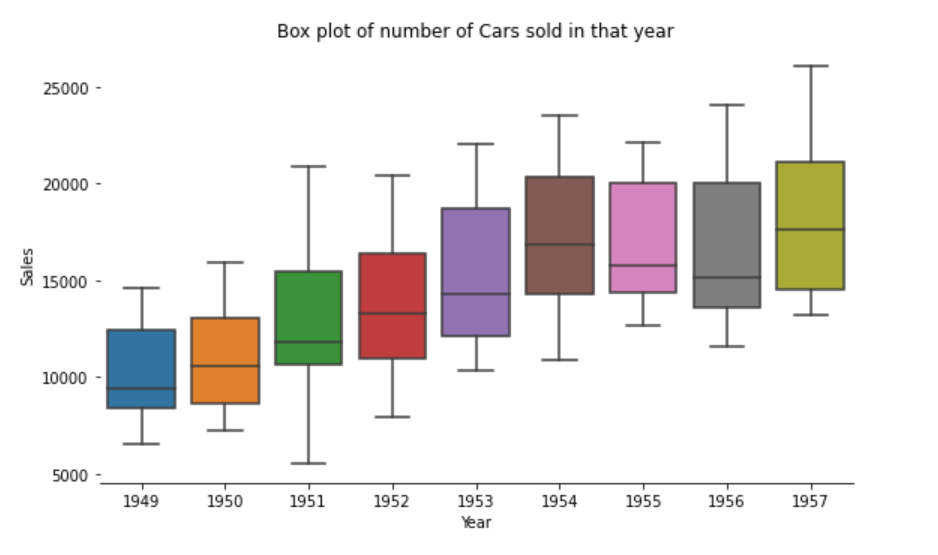 Box plot of number of Cars sold in that year
25000
20000
15000
10000
5000
Sales
1949 1950 1951 1952 1953 1954 1955 1956 1957
Year